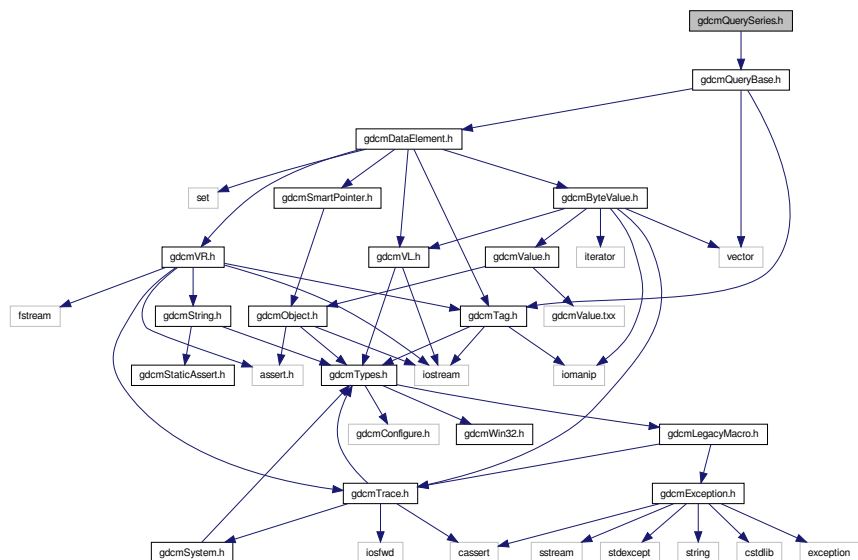 gdcmQuerySeries.h
gdcmQueryBase.h
gdcmDataElement.h
set
gdcmSmartPointer.h
gdcmByteValue.h
gdcmVR.h
gdcmVL.h
gdcmValue.h
iterator
vector
fstream
gdcmString.h
gdcmObject.h
gdcmTag.h
gdcmValue.txx
gdcmStaticAssert.h
assert.h
gdcmTypes.h
iostream
iomanip
gdcmConfigure.h
gdcmWin32.h
gdcmLegacyMacro.h
gdcmTrace.h
gdcmException.h
gdcmSystem.h
iosfwd
cassert
sstream
stdexcept
string
cstdlib
exception